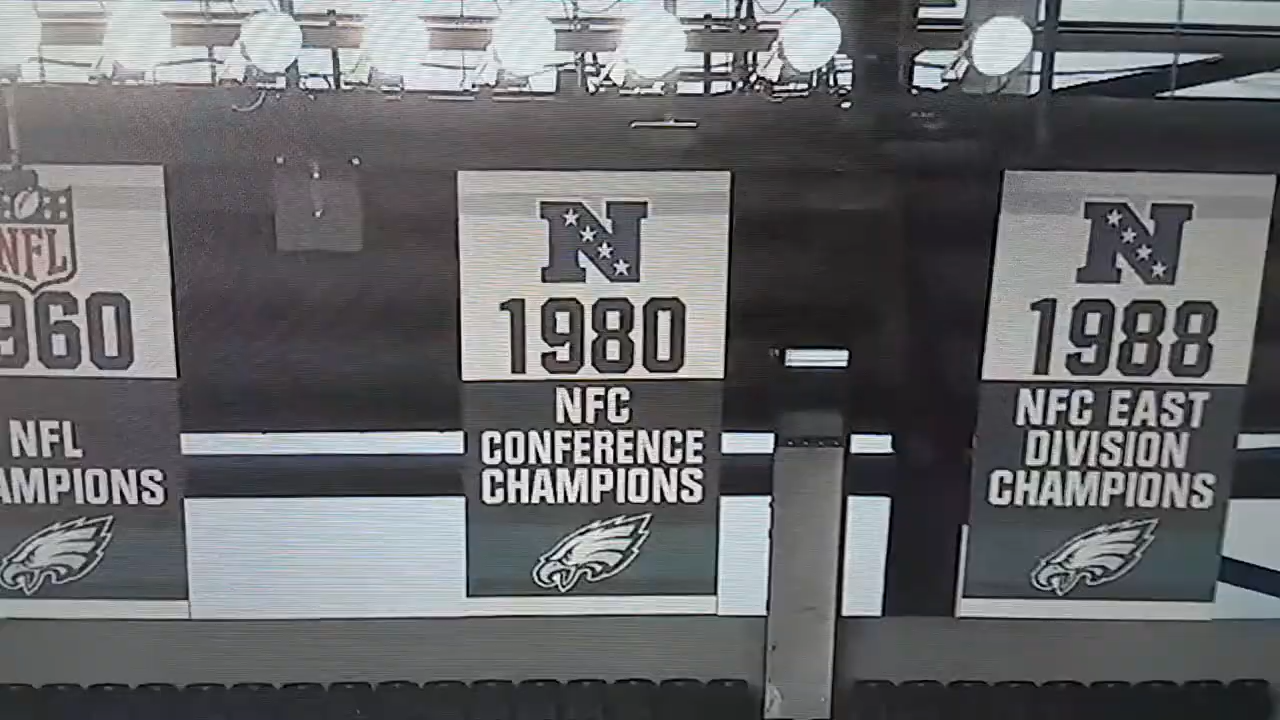 NFL
960
NFL
AMPIONS
N
1980
NFC
CONFERENCE
CHAMPIONS
N
1988
NFC EAST
DIVISION
CHAMPIONS